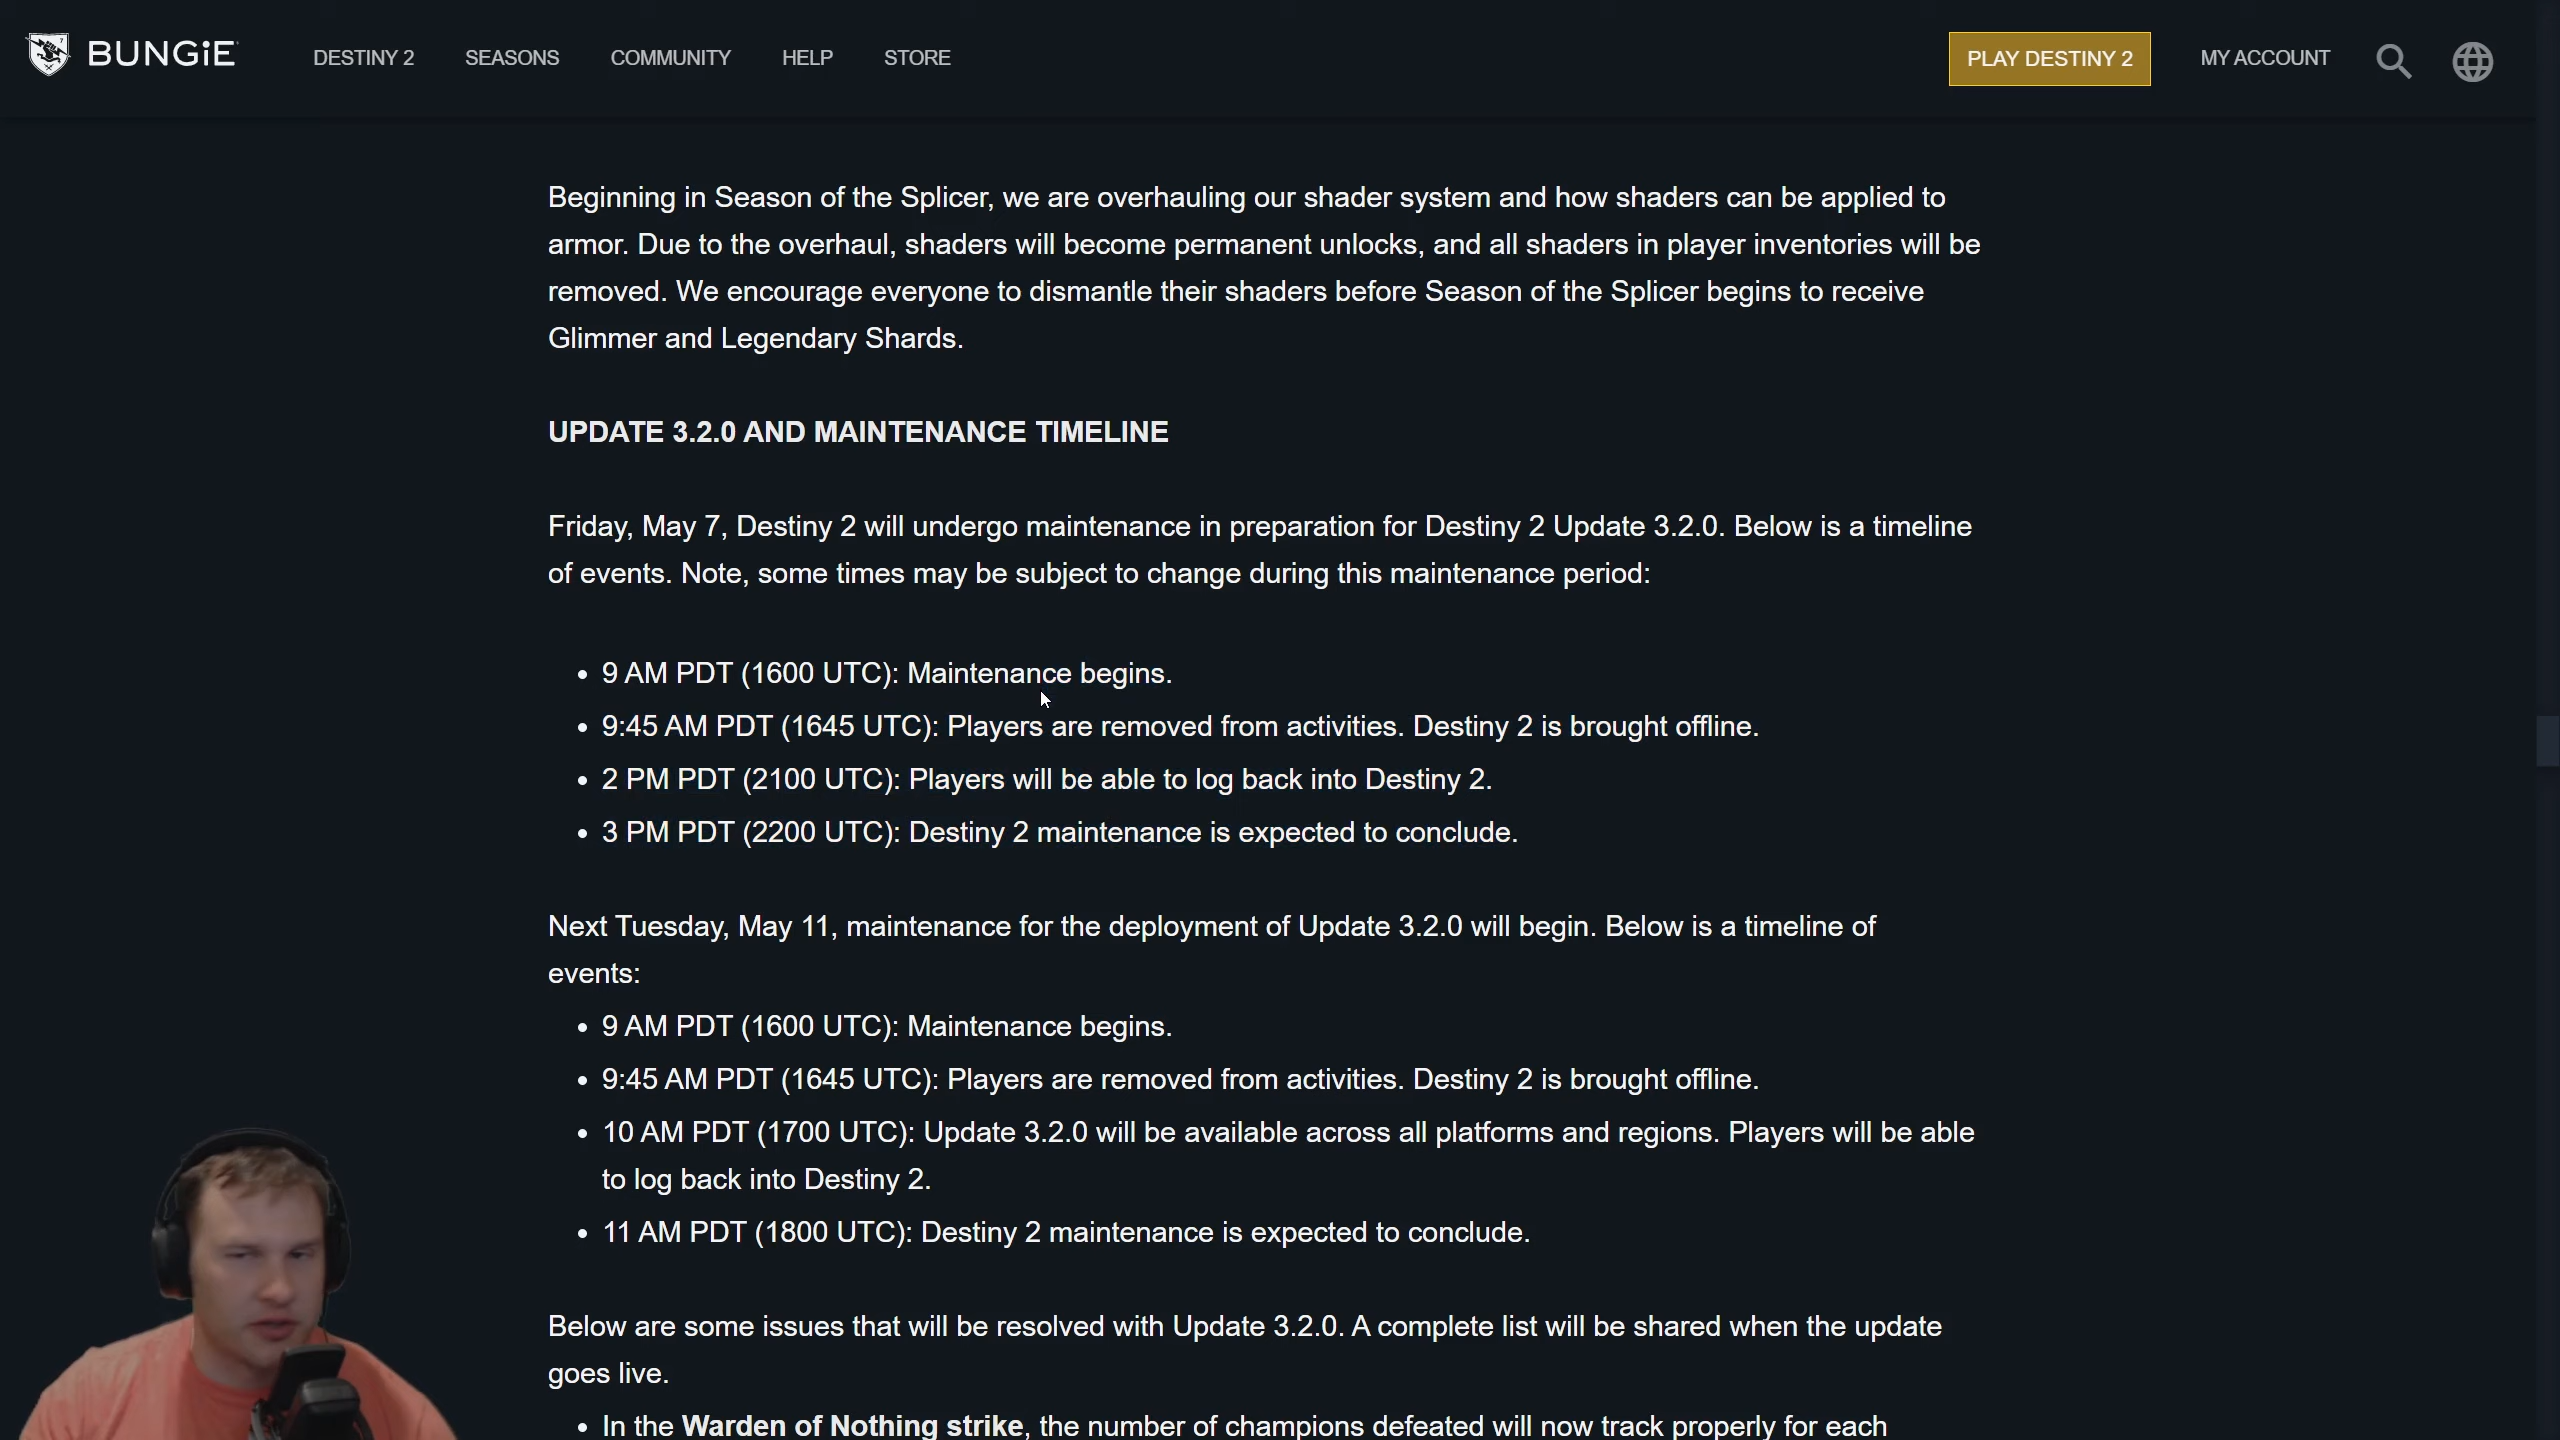 BUNGiE
DESTINY 2
SEASONS
COMMUNITY
HELP
STORE
PLAY DESTINY 2
MY ACCOUNT
Beginning in Season of the Splicer, we are overhauling our shader system and how shaders can be applied to
armor. Due to the overhaul, shaders will become permanent unlocks, and all shaders in player inventories will be
removed. We encourage everyone to dismantle their shaders before Season of the Splicer begins to receive
Glimmer and Legendary Shards.
UPDATE 3.2.0 AND MAINTENANCE TIMELINE
Friday, May 7, Destiny 2 will undergo maintenance in preparation for Destiny 2 Update 3.2.0. Below is a timeline
of events. Note, some times may be subject to change during this maintenance period:
• 9 AM PDT (1600 UTC): Maintenance begins.
• 9:45 AM PDT (1645 UTC): Players are removed from activities. Destiny 2 is brought offline.
• 2 PM PDT (2100 UTC): Players will be able to log back into Destiny 2.
• 3 PM PDT (2200 UTC): Destiny 2 maintenance is expected to conclude.
Next Tuesday, May 11, maintenance for the deployment of Update 3.2.0 will begin. Below is a timeline of
events:
• 9 AM PDT (1600 UTC): Maintenance begins.
• 9:45 AM PDT (1645 UTC): Players are removed from activities. Destiny 2 is brought offline.
• 10 AM PDT (1700 UTC): Update 3.2.0 will be available across all platforms and regions. Players will be able
to log back into Destiny 2.
• 11 AM PDT (1800 UTC): Destiny 2 maintenance is expected to conclude.
Below are some issues that will be resolved with Update 3.2.0. A complete list will be shared when the update
goes live.
• In the Warden of Nothing strike, the number of champions defeated will now track properly for each